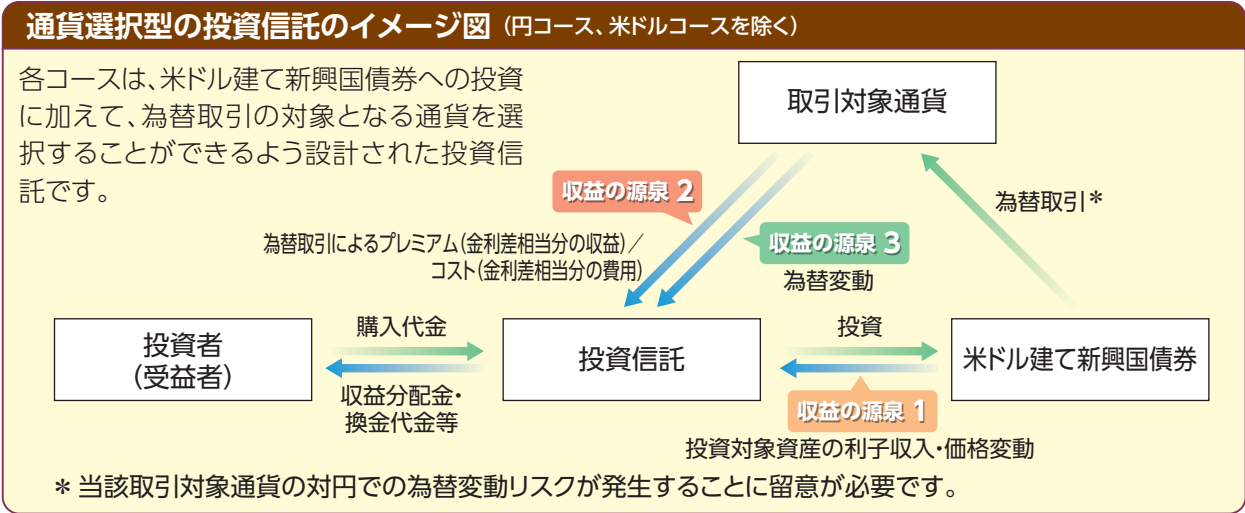 通貨選択型の投資信託のイメージ図（円コース、米ドルコースを除く）
各コースは、米ドル建て新興国債券への投資
に加えて、為替取引の対象となる通貨を選
択することができるよう設計された投資信
託です。
取引対象通貨
収益の源泉 2
為替取引*
為替取引によるプレミアム（金利差相当分の収益）／
コスト（金利差相当分の費用）
収益の源泉 3
為替変動
投資者
（受益者）
購入代金
収益分配金・
換金代金等
投資信託
投資
収益の源泉 1
投資対象資産の利子収入・価格変動
米ドル建て新興国債券
* 当該取引対象通貨の対円での為替変動リスクが発生することに留意が必要です。